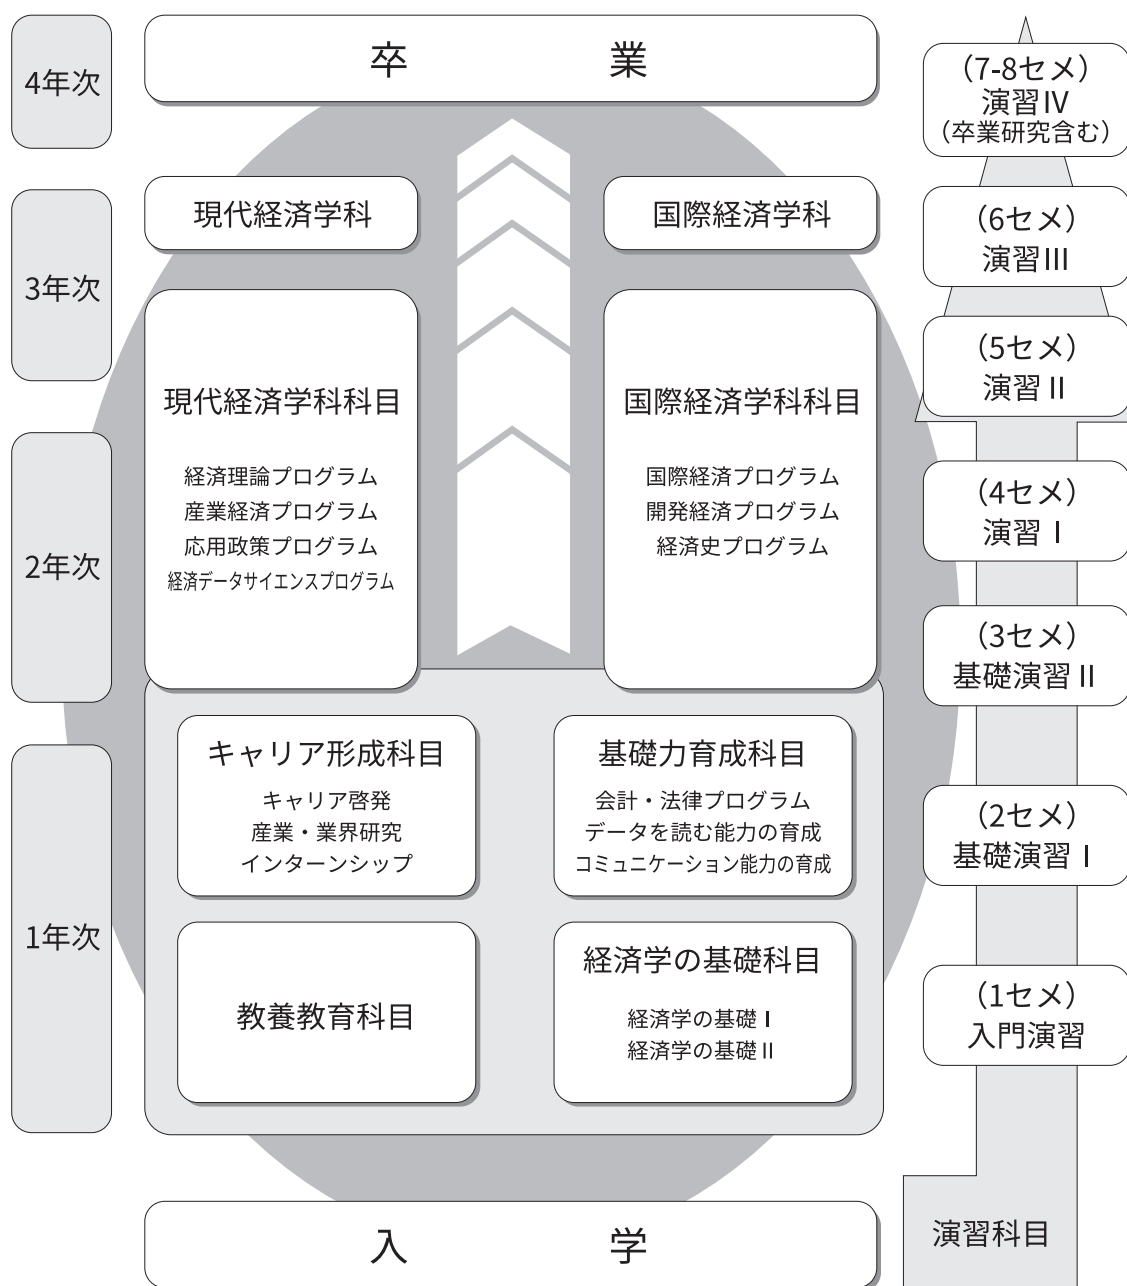 4年次
3年次
2年次
1年次
卒業
現代経済学科
国際経済学科
現代経済学科科目
経済理論プログラム
産業経済プログラム
応用政策プログラム
経済データサイエンスプログラム
国際経済学科科目
国際経済プログラム
開発経済プログラム
経済史プログラム
キャリア形成科目
キャリア啓発
産業・業界研究
インターンシップ
基礎力育成科目
会計・法律プログラム
データを読む能力の育成
コミュニケーション能力の育成
教養教育科目
経済学の基礎科目
経済学の基礎Ⅰ
経済学の基礎Ⅱ
入学
(7-8セメ)
演習Ⅳ
(卒業研究含む)
(6セメ)
演習Ⅲ
(5セメ)
演習Ⅱ
(4セメ)
演習Ⅰ
(3セメ)
基礎演習Ⅱ
(2セメ)
基礎演習Ⅰ
(1セメ)
入門演習
演習科目